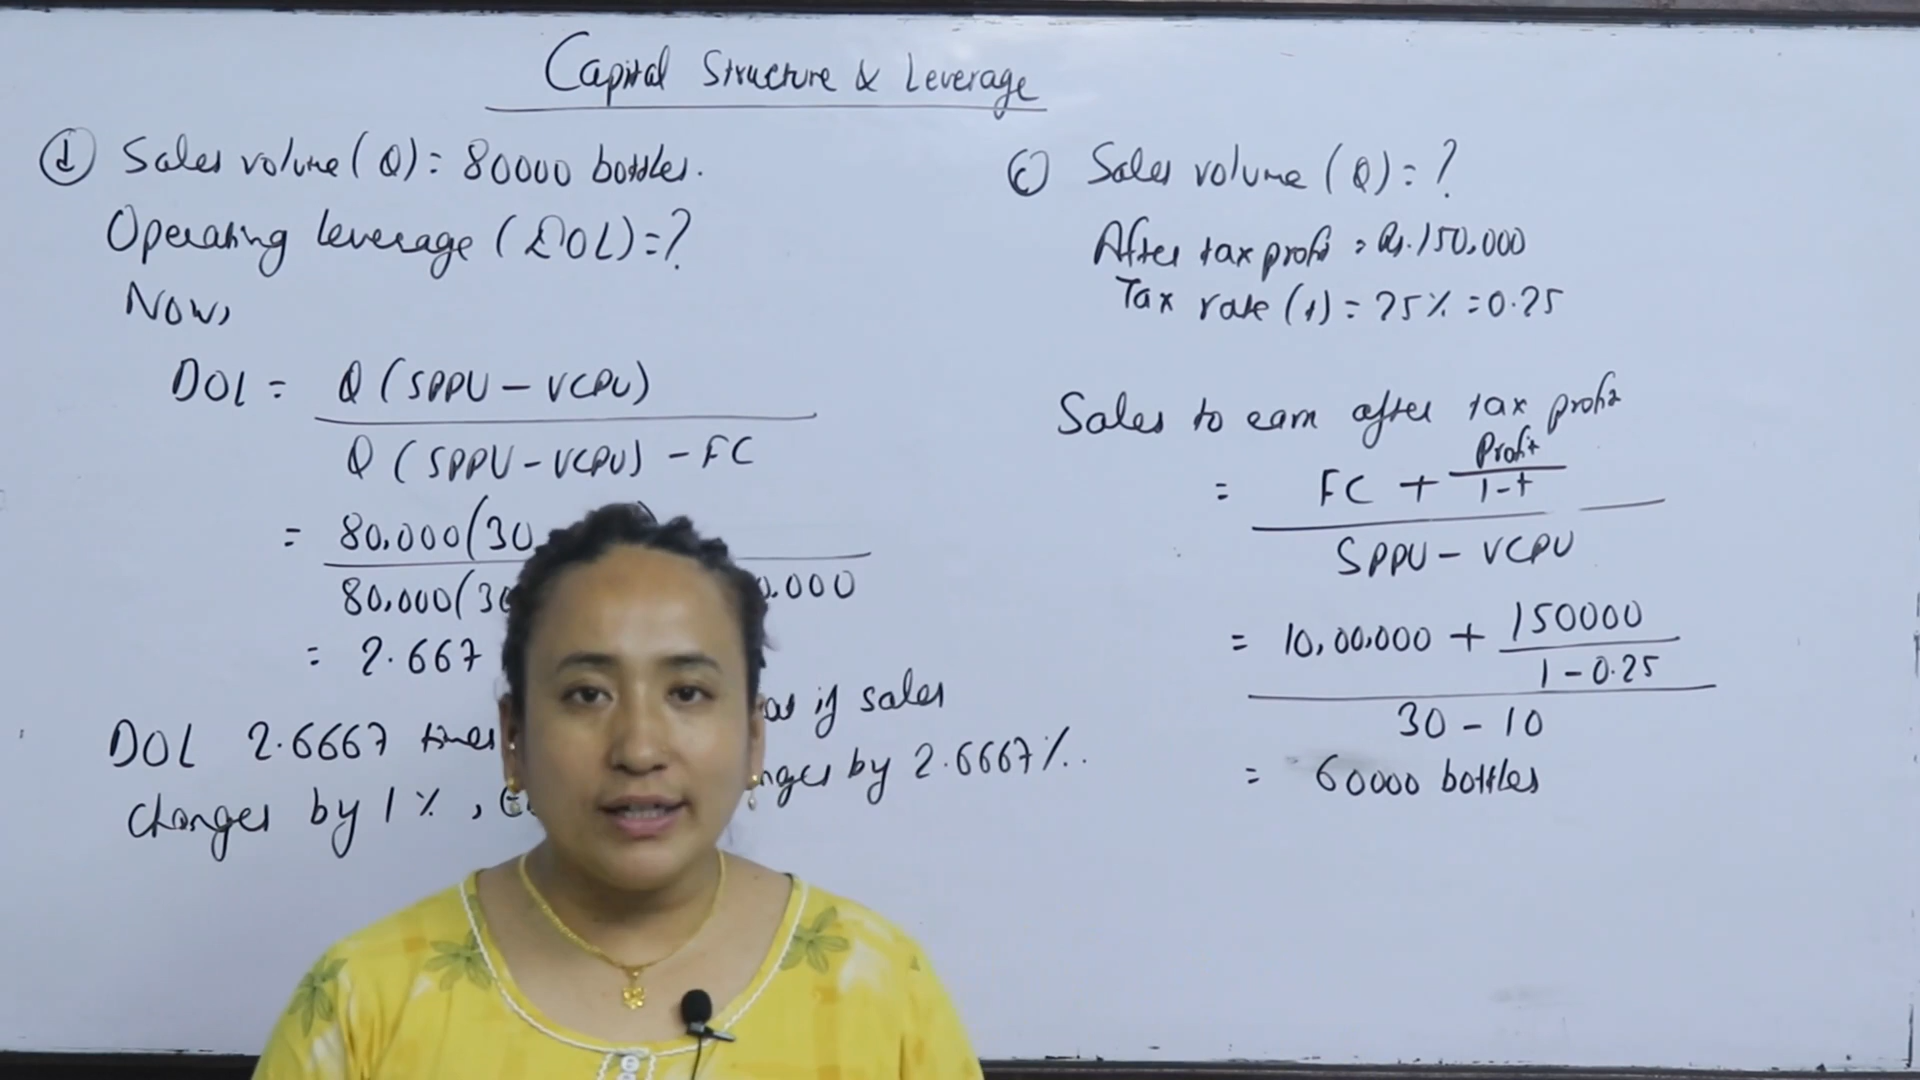 Capital Structure & Leverage
d Sales volume (Q) = 80000 bottles.
Operating leverage (DOL) = ?
Now,
DOL = Q (SPPU - VCPU)
Q (SPPU - VCPU) - FC
= 80,000(30
80,000(30 0.000
= 2.667
DOL 2.6667 times if sales
changes by 1%, by 2.6667%.
c Sales volume (Q) = ?
After tax profit = Rs. 150,000
Tax rate (t) = 25% = 0.25
Sales to earn after tax profit
= FC + Profit
1-t
SPPU - VCPU
= 10,00,000 + 150000
1 - 0.25
30 - 10
= 60000 bottles